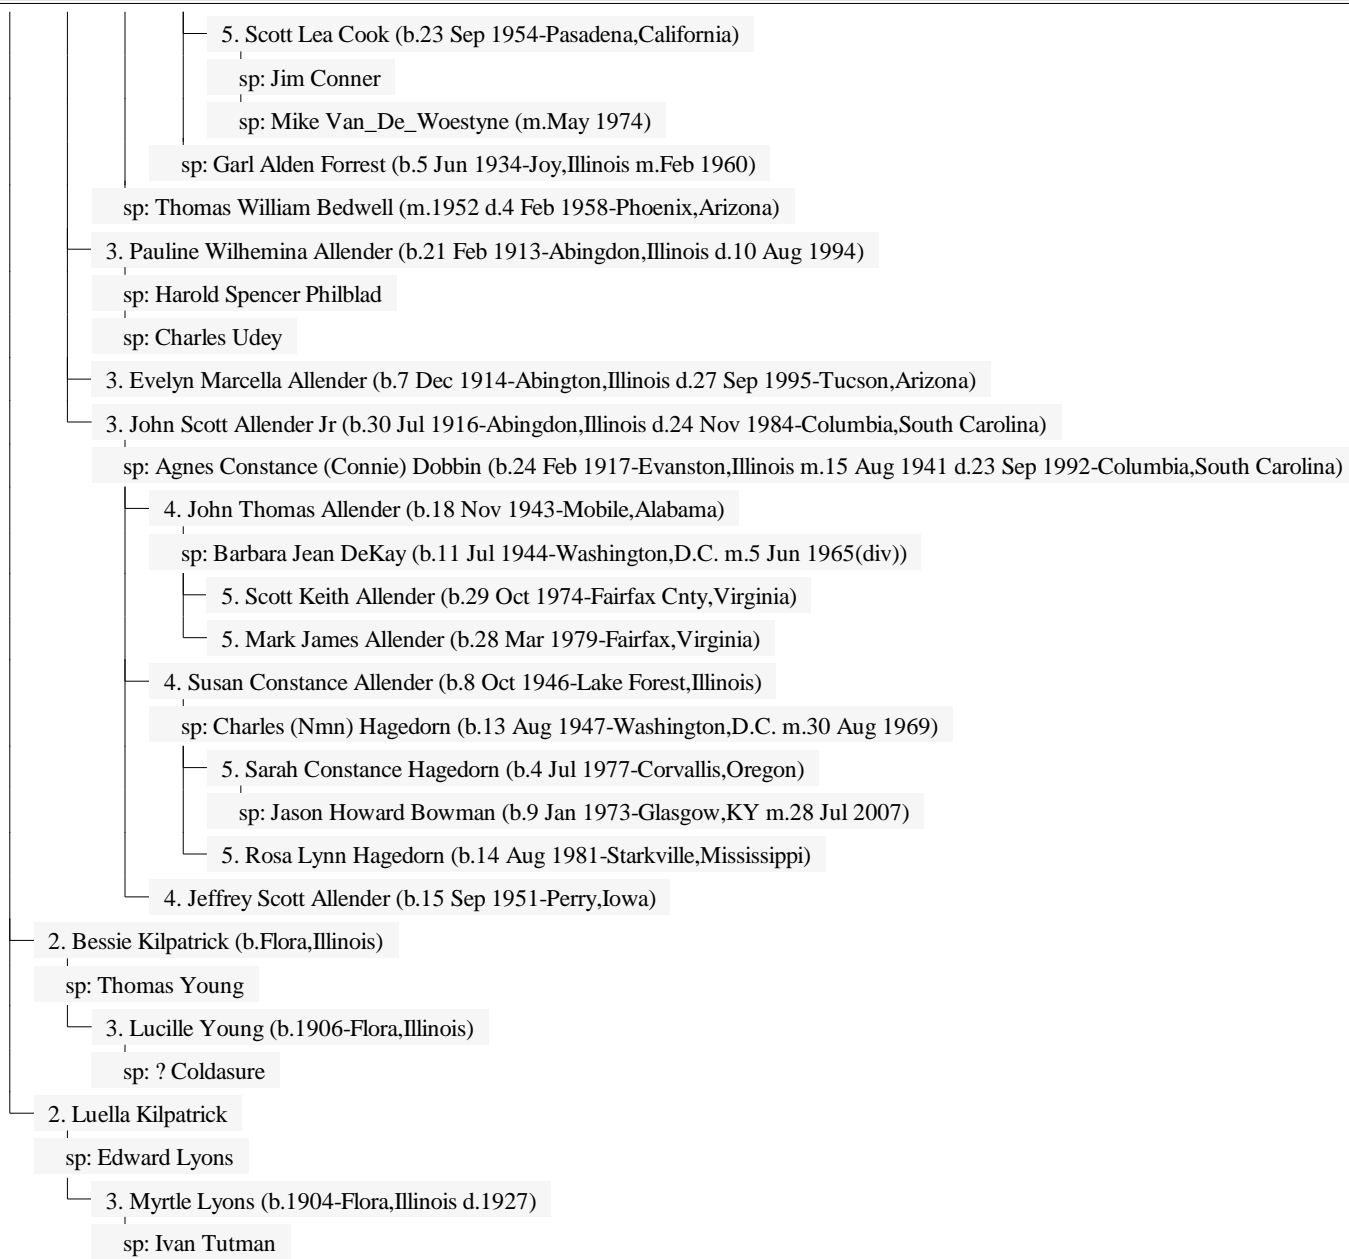 5. Scott Lea Cook (b.23 Sep 1954-Pasadena,California)
sp: Jim Conner
sp: Mike Van_De_Woestyne (m.May 1974)
sp: Garl Alden Forrest (b.5 Jun 1934-Joy,Illinois m.Feb 1960)
sp: Thomas William Bedwell (m.1952 d.4 Feb 1958-Phoenix,Arizona)
3. Pauline Wilhemina Allender (b.21 Feb 1913-Abingdon,Illinois d.10 Aug 1994)
sp: Harold Spencer Philblad
sp: Charles Udey
3. Evelyn Marcella Allender (b.7 Dec 1914-Abington,Illinois d.27 Sep 1995-Tucson,Arizona)
3. John Scott Allender Jr (b.30 Jul 1916-Abingdon,Illinois d.24 Nov 1984-Columbia,South Carolina)
sp: Agnes Constance (Connie) Dobbin (b.24 Feb 1917-Evanston,Illinois m.15 Aug 1941 d.23 Sep 1992-Columbia,South Carolina)
4. John Thomas Allender (b.18 Nov 1943-Mobile,Alabama)
sp: Barbara Jean DeKay (b.11 Jul 1944-Washington,D.C. m.5 Jun 1965(div))
5. Scott Keith Allender (b.29 Oct 1974-Fairfax Cnty,Virginia)
5. Mark James Allender (b.28 Mar 1979-Fairfax,Virginia)
4. Susan Constance Allender (b.8 Oct 1946-Lake Forest,Illinois)
sp: Charles (Nmn) Hagedorn (b.13 Aug 1947-Washington,D.C. m.30 Aug 1969)
5. Sarah Constance Hagedorn (b.4 Jul 1977-Corvallis,Oregon)
sp: Jason Howard Bowman (b.9 Jan 1973-Glasgow,KY m.28 Jul 2007)
5. Rosa Lynn Hagedorn (b.14 Aug 1981-Starkville,Mississippi)
4. Jeffrey Scott Allender (b.15 Sep 1951-Perry,Iowa)
2. Bessie Kilpatrick (b.Flora,Illinois)
sp: Thomas Young
3. Lucille Young (b.1906-Flora,Illinois)
sp: ? Coldasure
2. Luella Kilpatrick
sp: Edward Lyons
3. Myrtle Lyons (b.1904-Flora,Illinois d.1927)
sp: Ivan Tutman